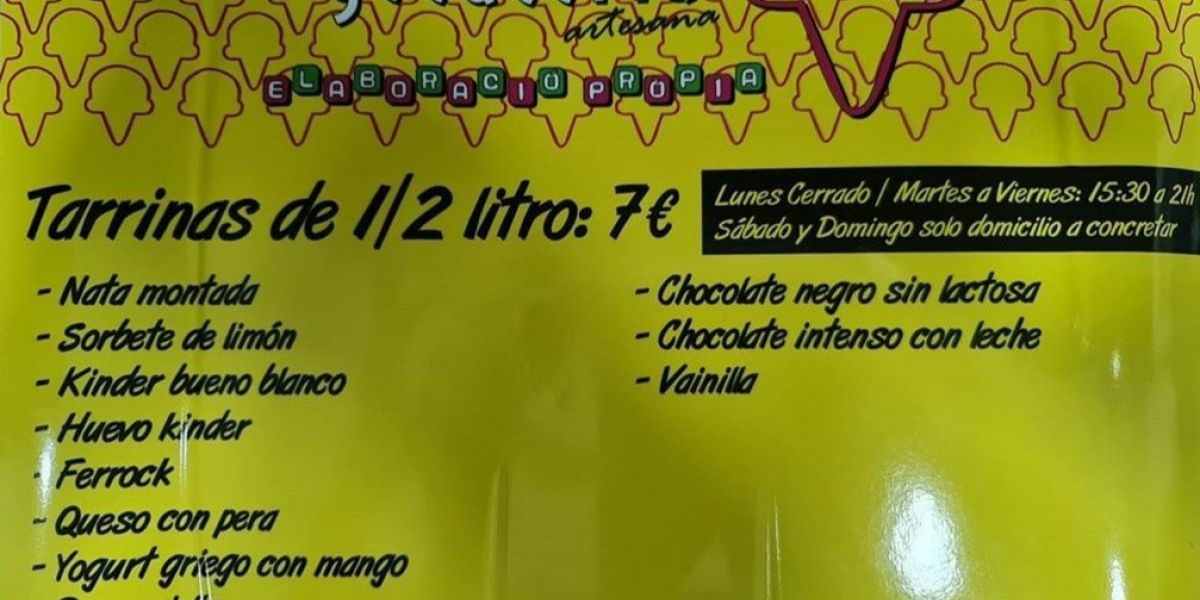 artesana
ELABORACIÓ PRÒPIA
Tarrinas de 1/2 litro: 7€
Lunes Cerrado / Martes a Viernes: 15:30 a 21h
Sábado y Domingo solo domicilio a concretar
- Nata montada
- Sorbete de limón
- Kinder bueno blanco
- Huevo kinder
- Ferrock
- Queso con pera
- Yogurt griego con mango
- Chocolate negro sin lactosa
- Chocolate intenso con leche
- Vainilla